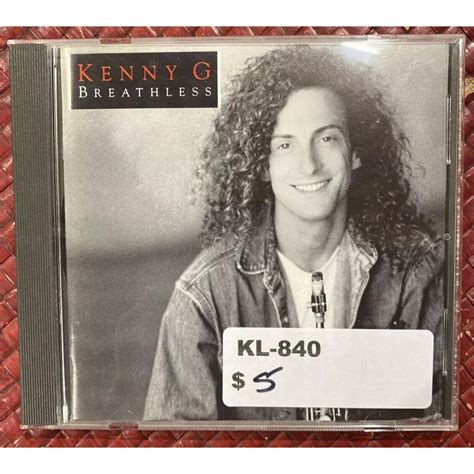 KENNY G
BREATHLESS
KL-840
$ 5